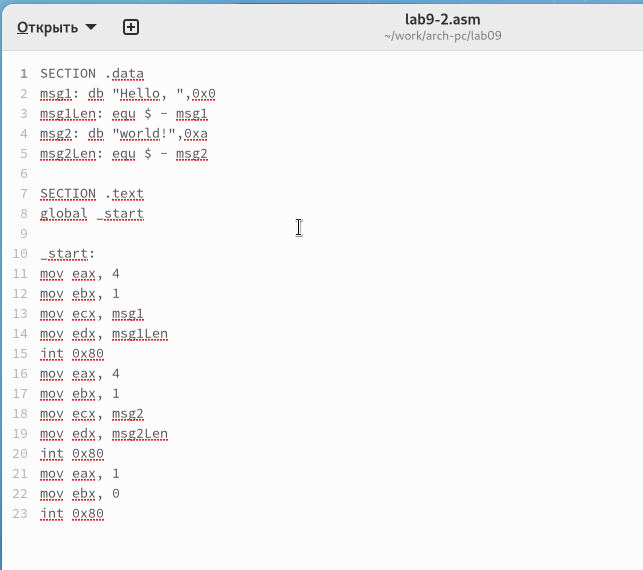 Открыть
lab9-2.asm
~/work/arch-pc/lab09
1 SECTION .data
2 msg1: db "Hello, ",0x0
3 msg1Len: equ $ - msg1
4 msg2: db "world!",0xa
5 msg2Len: equ $ - msg2
6
7 SECTION .text
8 global _start
9
10 _start:
11 mov eax, 4
12 mov ebx, 1
13 mov ecx, msg1
14 mov edx, msg1Len
15 int 0x80
16 mov eax, 4
17 mov ebx, 1
18 mov ecx, msg2
19 mov edx, msg2Len
20 int 0x80
21 mov eax, 1
22 mov ebx, 0
23 int 0x80